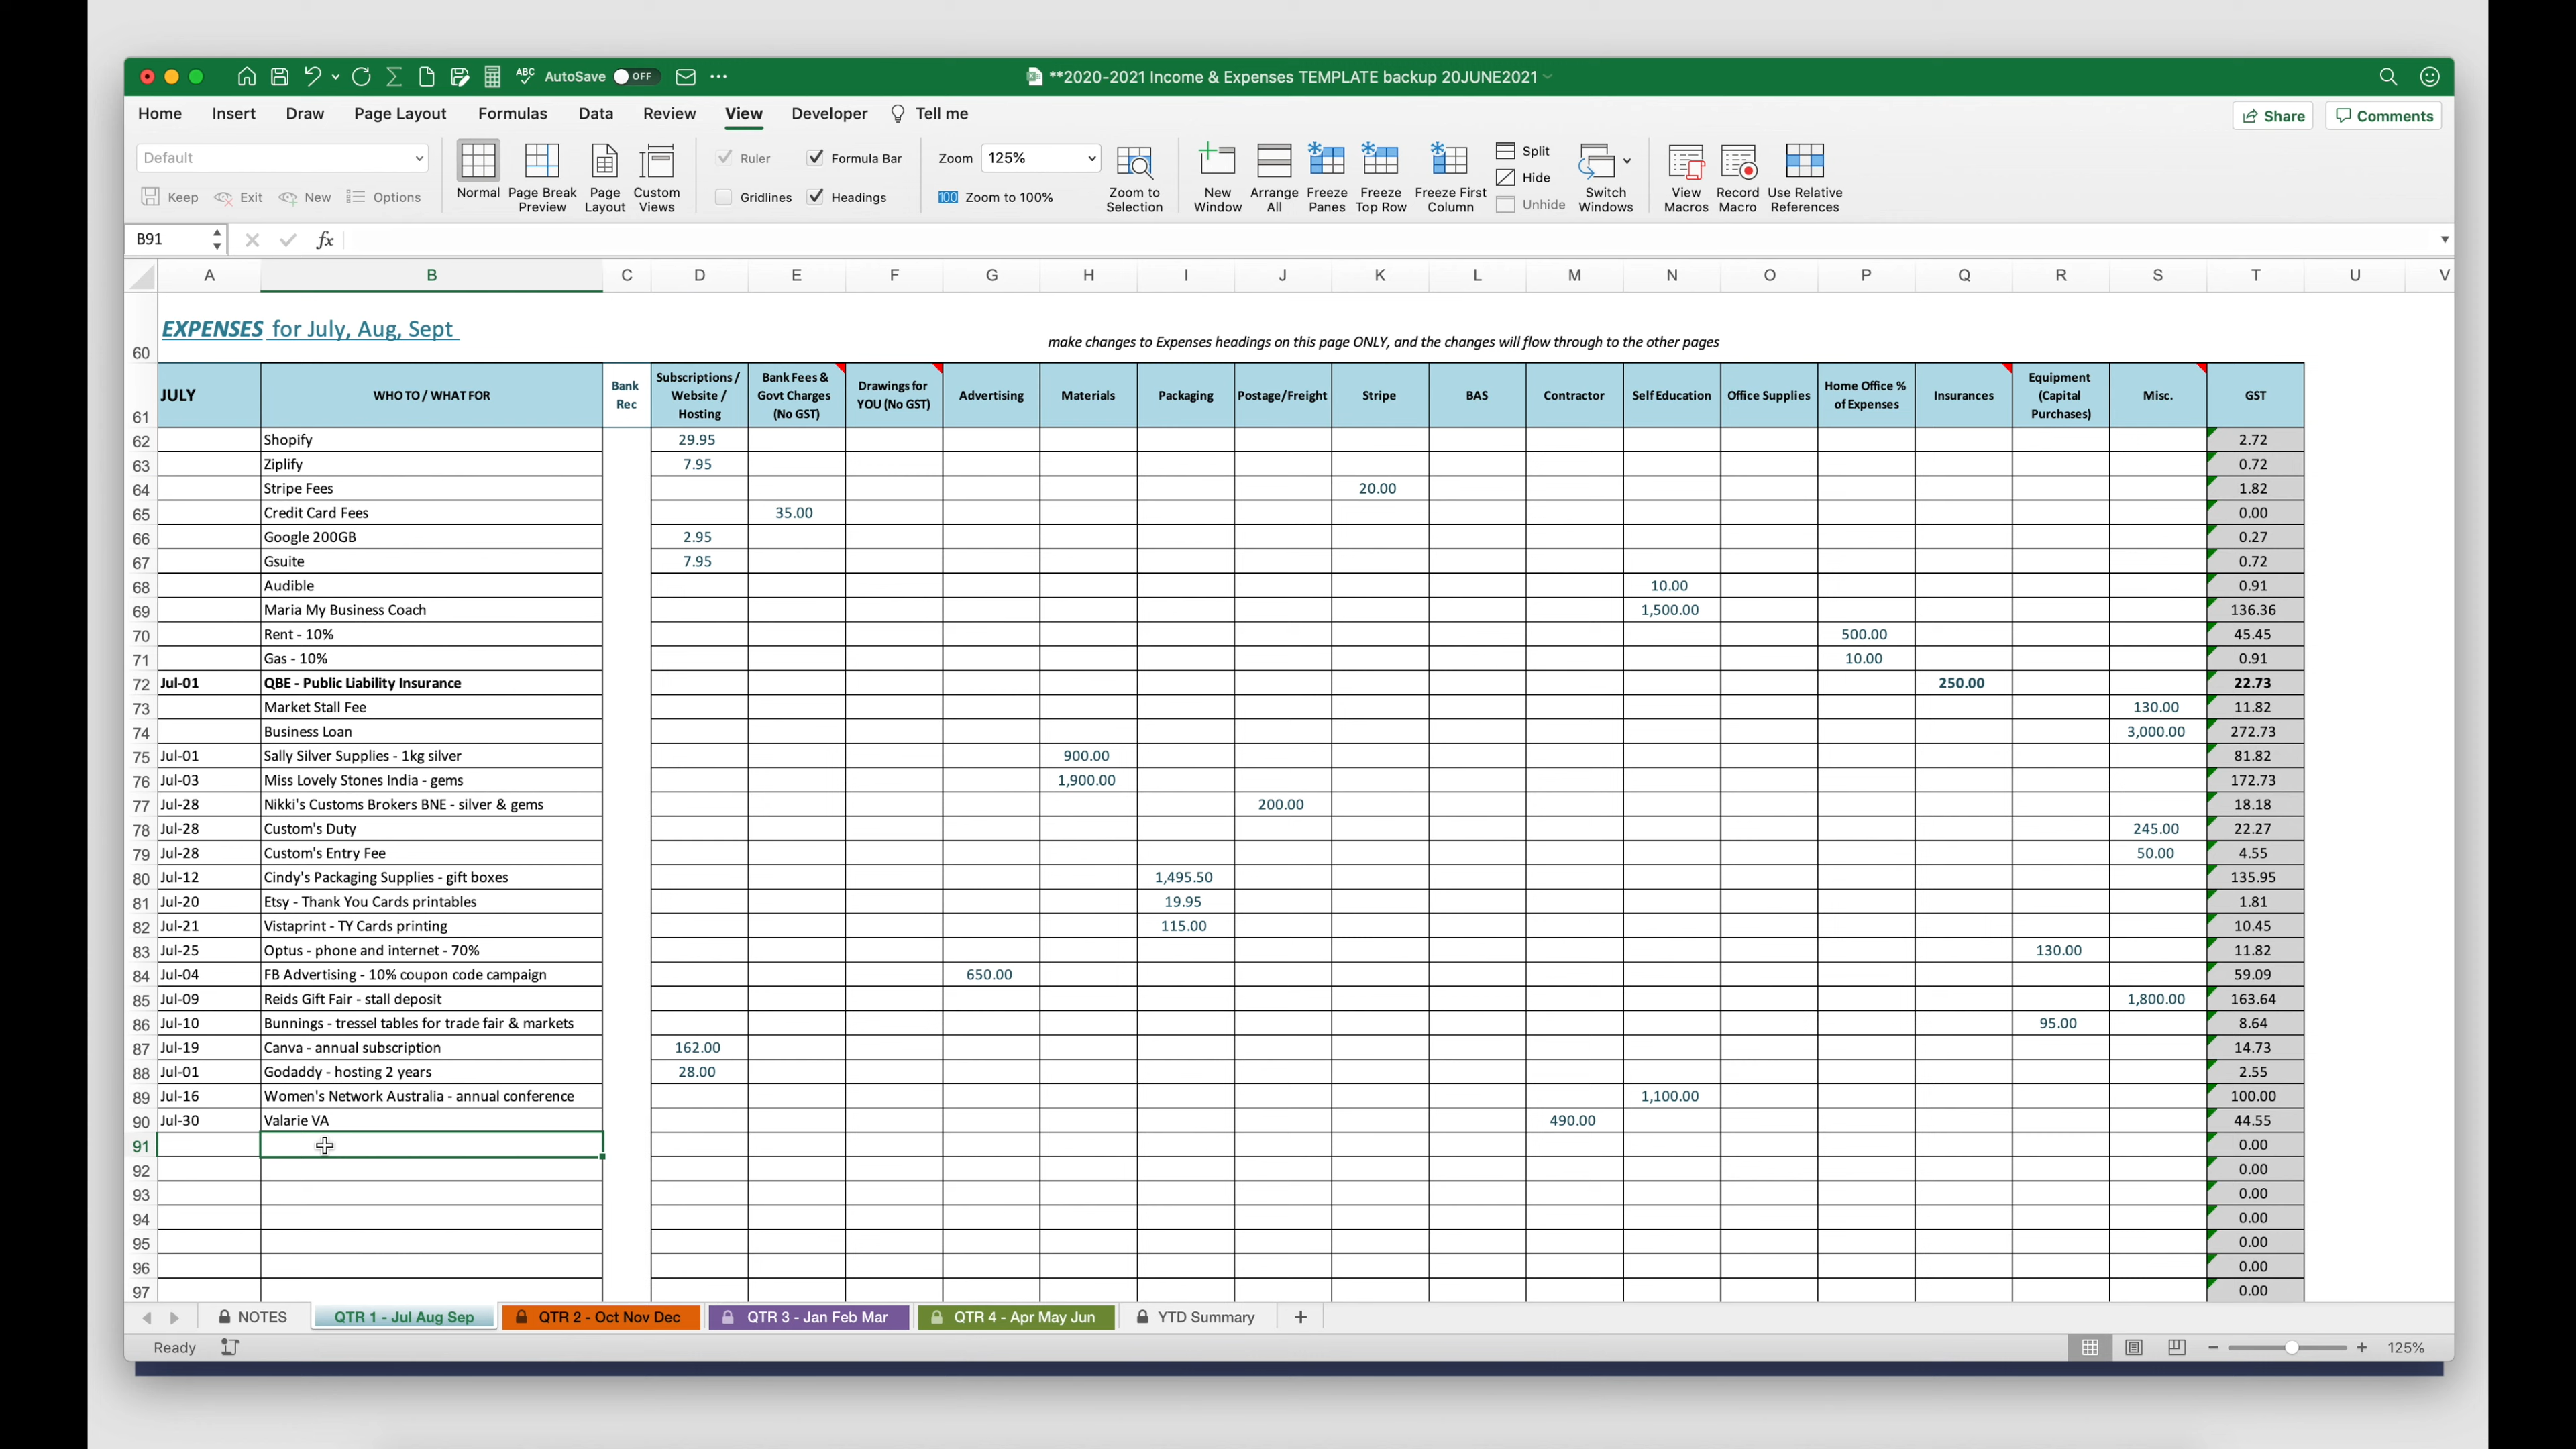 ABC AutoSave OFF ••• **2020-2021 Income & Expenses TEMPLATE backup 20JUNE2021
Home Insert Draw Page Layout Formulas Data Review View Developer Tell me Share Comments
Default Ruler Formula Bar Zoom 125% Split
Hide
Keep Exit New Options Gridlines Headings 100 Zoom to 100% Unhide
Normal Page Break Preview Page Layout Custom Views Zoom to Selection New Window Arrange All Freeze Panes Freeze Top Row Freeze First Column Switch Windows View Macros Record Macro Use Relative References
B91 fx
A B C D E F G H I J K L M N O P Q R S T U V
60 EXPENSES for July, Aug, Sept make changes to Expenses headings on this page ONLY, and the changes will flow through to the other pages
61 JULY WHO TO / WHAT FOR Bank Rec Subscriptions / Website / Hosting Bank Fees & Govt Charges (No GST) Drawings for YOU (No GST) Advertising Materials Packaging Postage/Freight Stripe BAS Contractor Self Education Office Supplies Home Office % of Expenses Insurances Equipment (Capital Purchases) Misc. GST
62 Shopify 29.95 2.72
63 Ziplify 7.95 0.72
64 Stripe Fees 20.00 1.82
65 Credit Card Fees 35.00 0.00
66 Google 200GB 2.95 0.27
67 Gsuite 7.95 0.72
68 Audible 10.00 0.91
69 Maria My Business Coach 1,500.00 136.36
70 Rent - 10% 500.00 45.45
71 Gas - 10% 10.00 0.91
72 Jul-01 QBE - Public Liability Insurance 250.00 22.73
73 Market Stall Fee 130.00 11.82
74 Business Loan 3,000.00 272.73
75 Jul-01 Sally Silver Supplies - 1kg silver 900.00 81.82
76 Jul-03 Miss Lovely Stones India - gems 1,900.00 172.73
77 Jul-28 Nikki's Customs Brokers BNE - silver & gems 200.00 18.18
78 Jul-28 Custom's Duty 245.00 22.27
79 Jul-28 Custom's Entry Fee 50.00 4.55
80 Jul-12 Cindy's Packaging Supplies - gift boxes 1,495.50 135.95
81 Jul-20 Etsy - Thank You Cards printables 19.95 1.81
82 Jul-21 Vistaprint - TY Cards printing 115.00 10.45
83 Jul-25 Optus - phone and internet - 70% 130.00 11.82
84 Jul-04 FB Advertising - 10% coupon code campaign 650.00 59.09
85 Jul-09 Reids Gift Fair - stall deposit 1,800.00 163.64
86 Jul-10 Bunnings - tressel tables for trade fair & markets 95.00 8.64
87 Jul-19 Canva - annual subscription 162.00 14.73
88 Jul-01 Godaddy - hosting 2 years 28.00 2.55
89 Jul-16 Women's Network Australia - annual conference 1,100.00 100.00
90 Jul-30 Valarie VA 490.00 44.55
91 0.00
92 0.00
93 0.00
94 0.00
95 0.00
96 0.00
97 0.00
NOTES QTR 1 - Jul Aug Sep QTR 2 - Oct Nov Dec QTR 3 - Jan Feb Mar QTR 4 - Apr May Jun YTD Summary +
Ready 125%